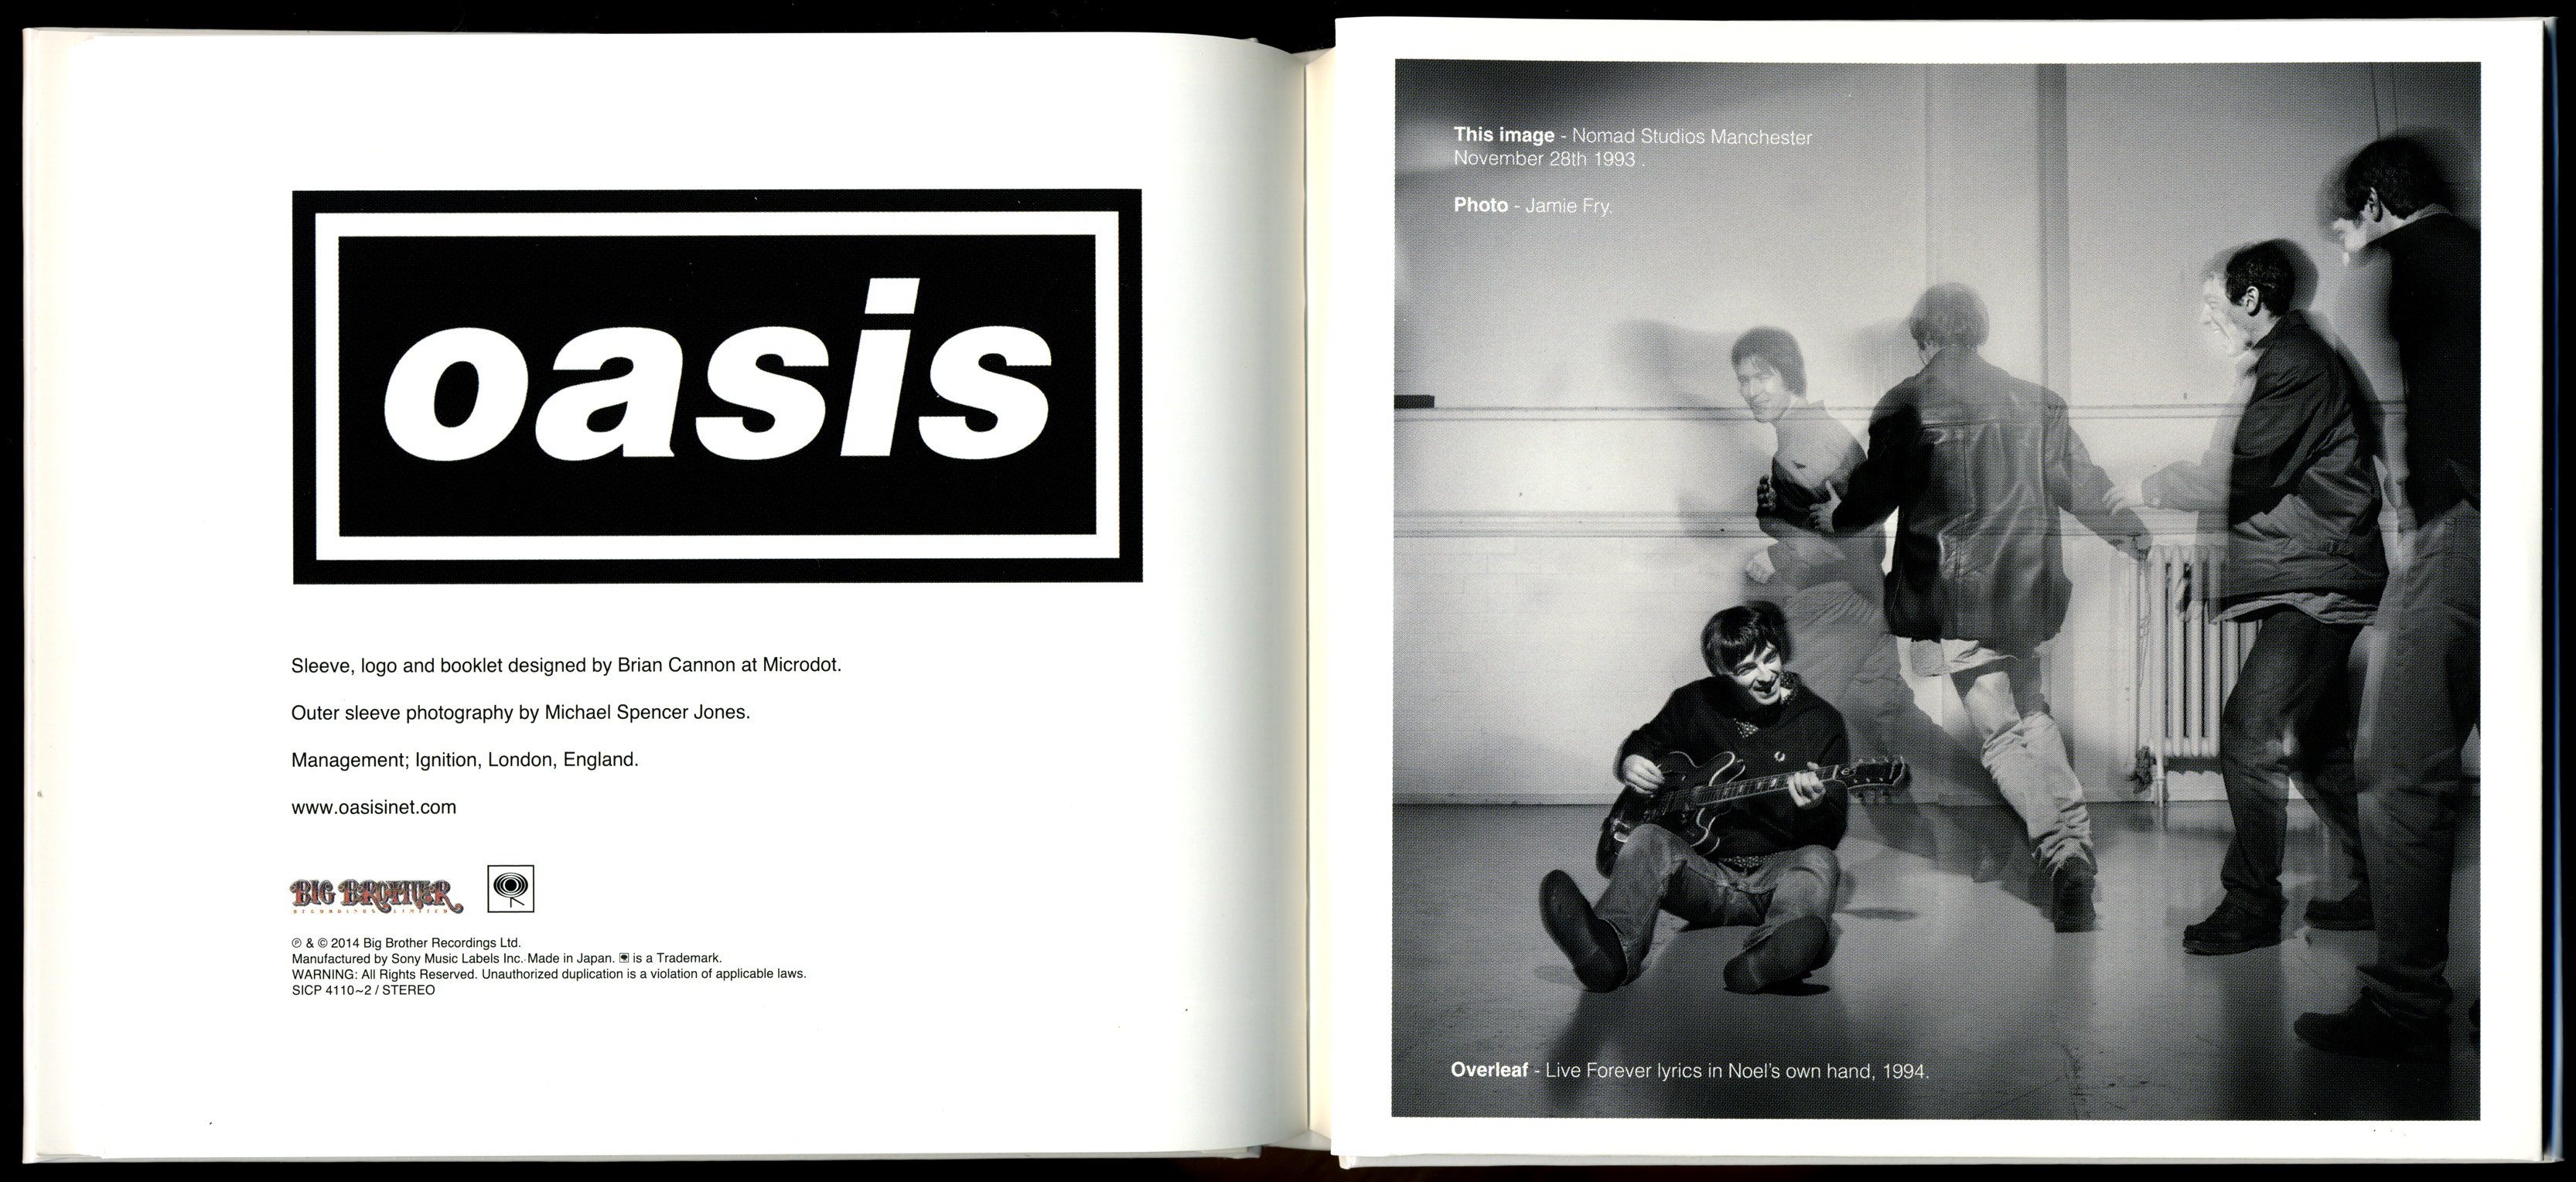 oasis
Sleeve, logo and booklet designed by Brian Cannon at Microdot.
Outer sleeve photography by Michael Spencer Jones.
Management; Ignition, London, England.
www.oasisinet.com
BIG BROTHER
RECORDINGS LIMITED
℗ & © 2014 Big Brother Recordings Ltd.
Manufactured by Sony Music Labels Inc. Made in Japan. is a Trademark.
WARNING: All Rights Reserved. Unauthorized duplication is a violation of applicable laws.
SICP 4110~2 / STEREO
This image - Nomad Studios Manchester
November 28th 1993 .
Photo - Jamie Fry.
Overleaf - Live Forever lyrics in Noel's own hand, 1994.